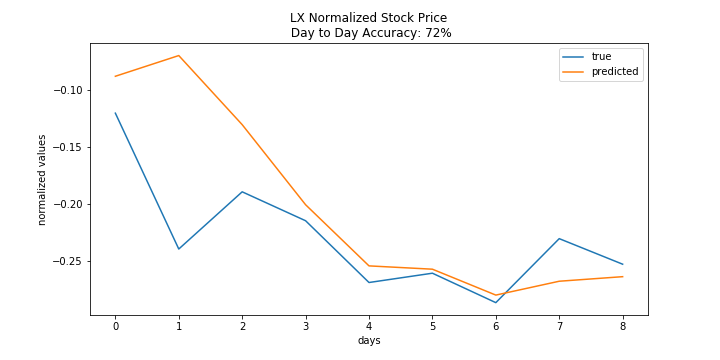 LX Normalized Stock Price
Day to Day Accuracy: 72%
true
predicted
normalized values
−0.10
−0.15
−0.20
−0.25
0 1 2 3 4 5 6 7 8
days